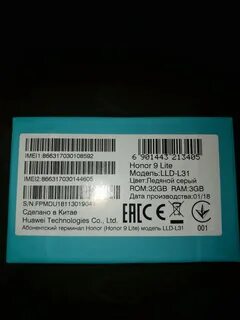 IMEI1:866317030108592
IMEI2:866317030144605
S/N:FPMDU18113019041
Сделано в Китае
Huawei Technologies Co., Ltd.
Абонентский терминал Honor (Honor 9 Lite) модель LLD-L31
6 901443 213405
Honor 9 Lite
Модель:LLD-L31
Цвет:Ледяной серый
ROM:32GB RAM:3GB
Дата производства:01/18
001